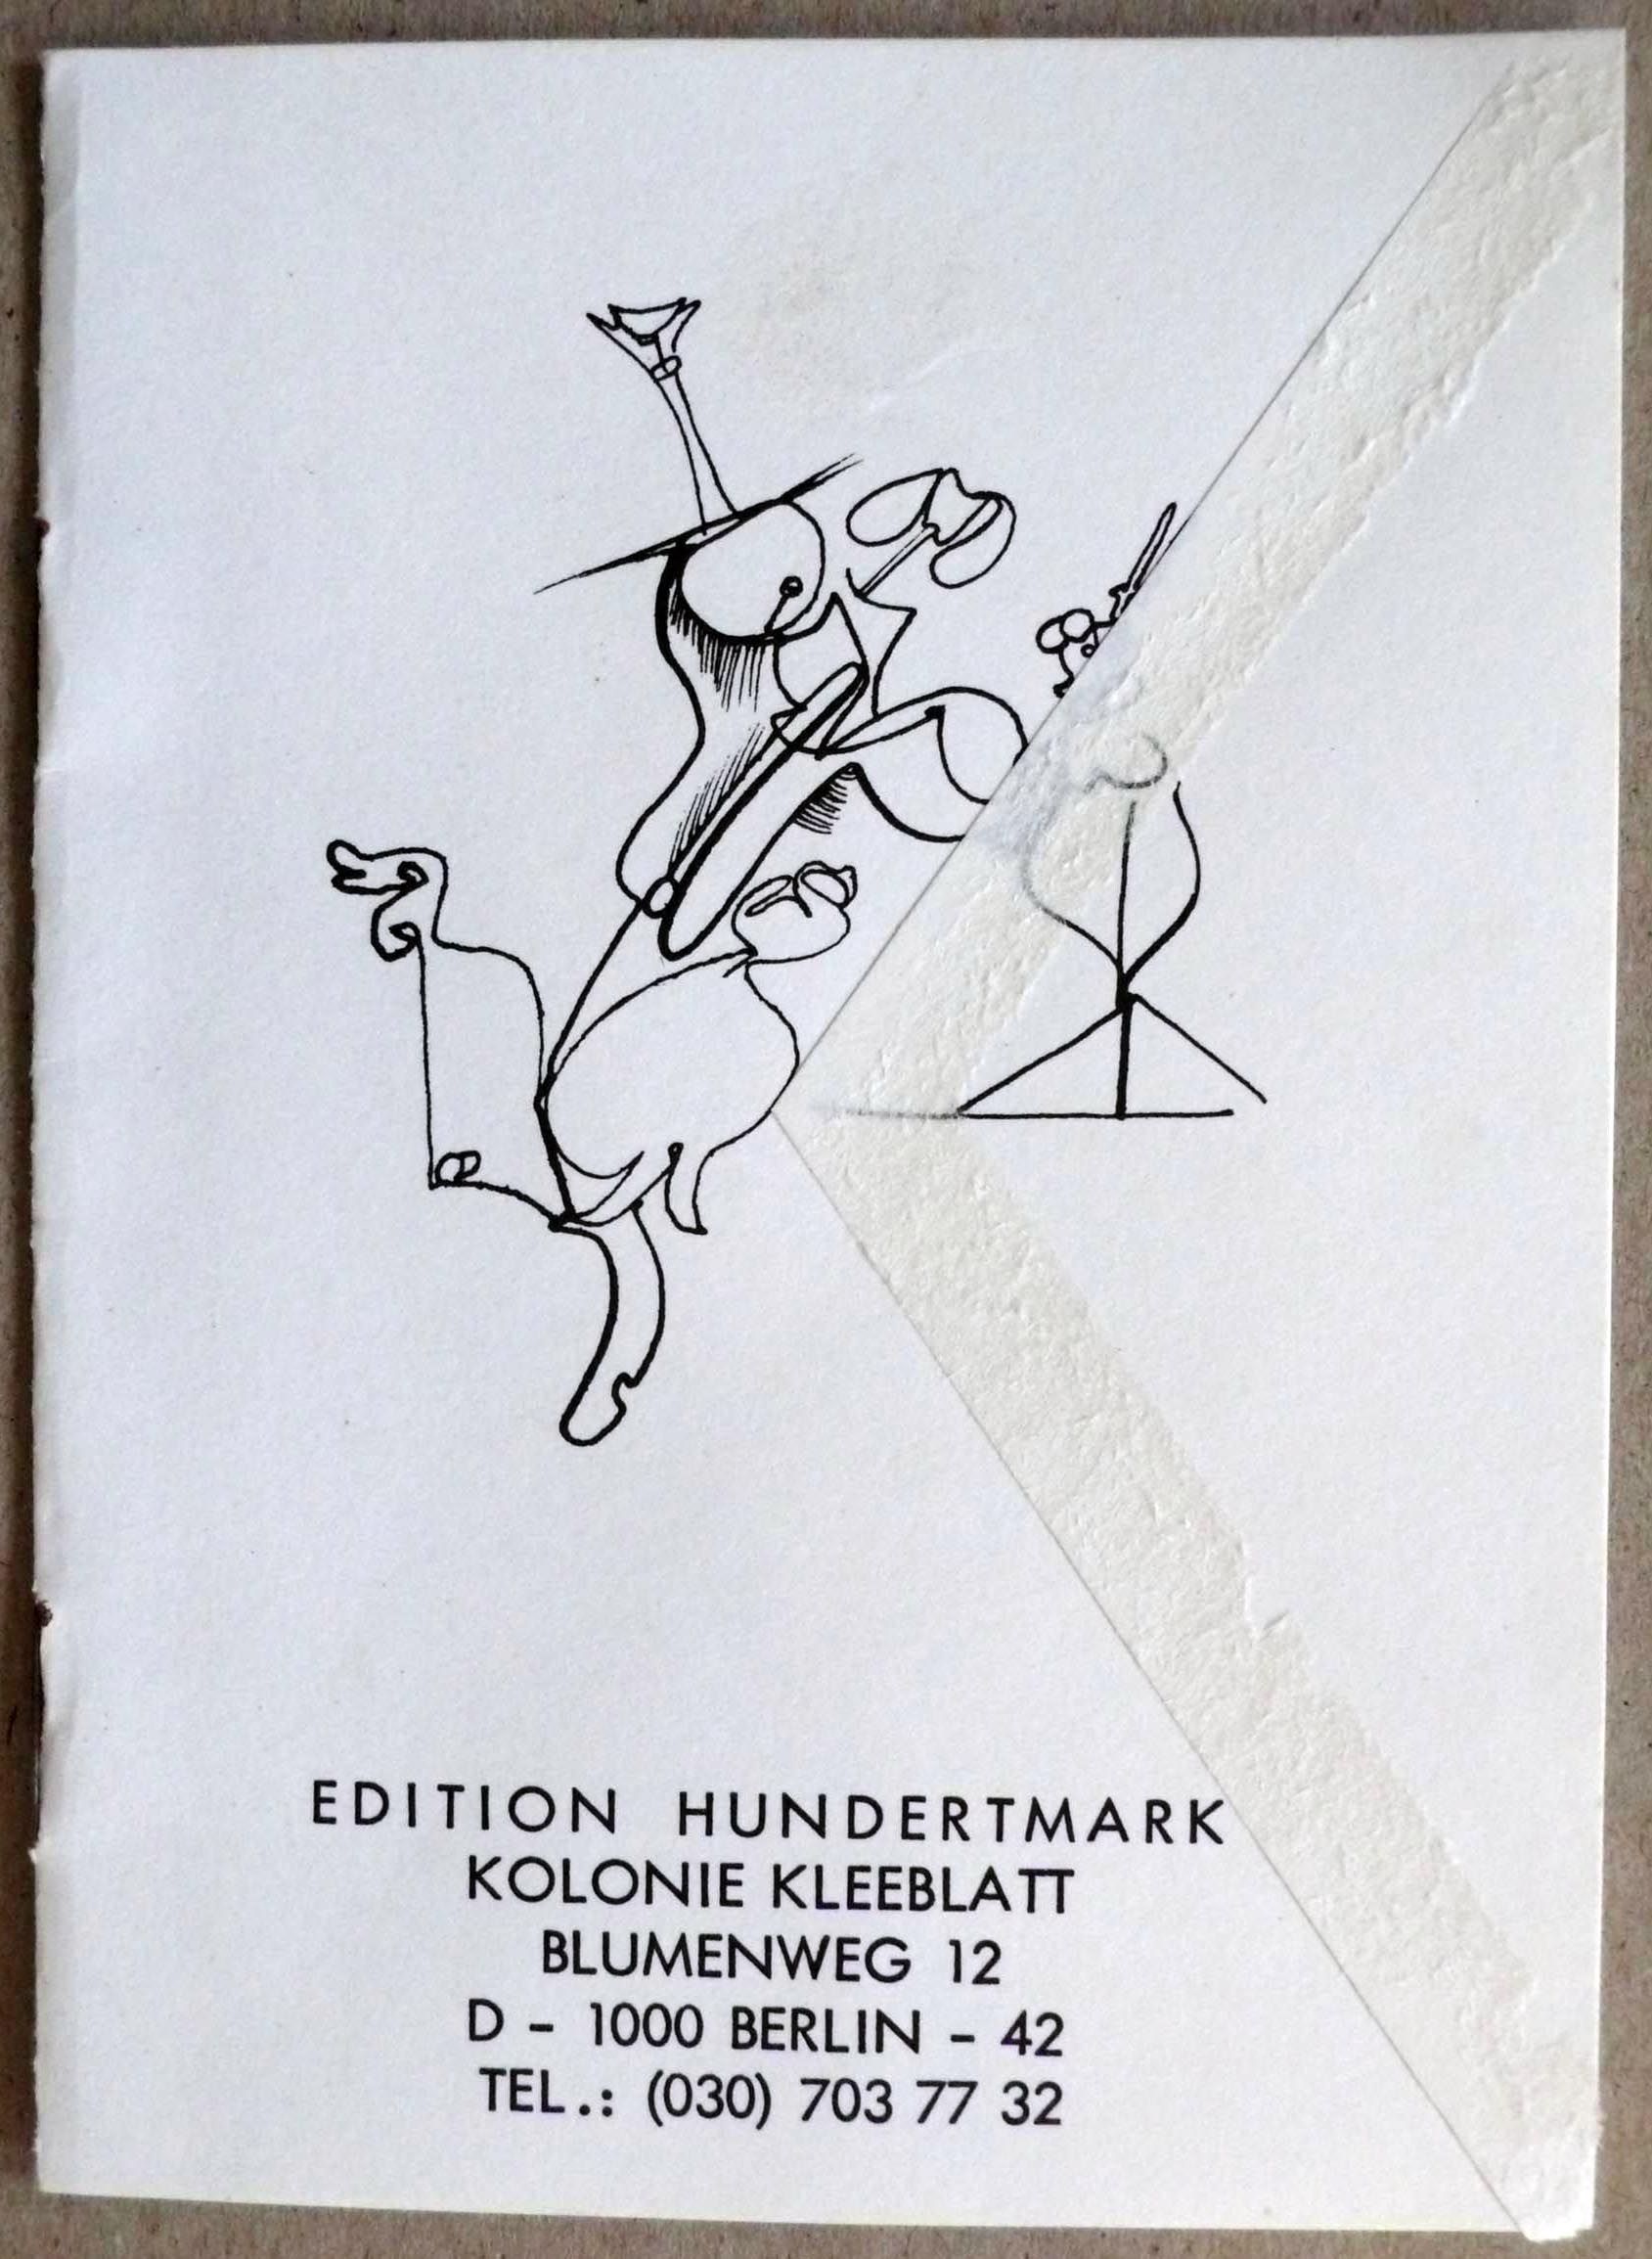 EDITION HUNDERTMARK
KOLONIE KLEEBLATT
BLUMENWEG 12
D - 1000 BERLIN - 42
TEL.: (030) 703 77 32